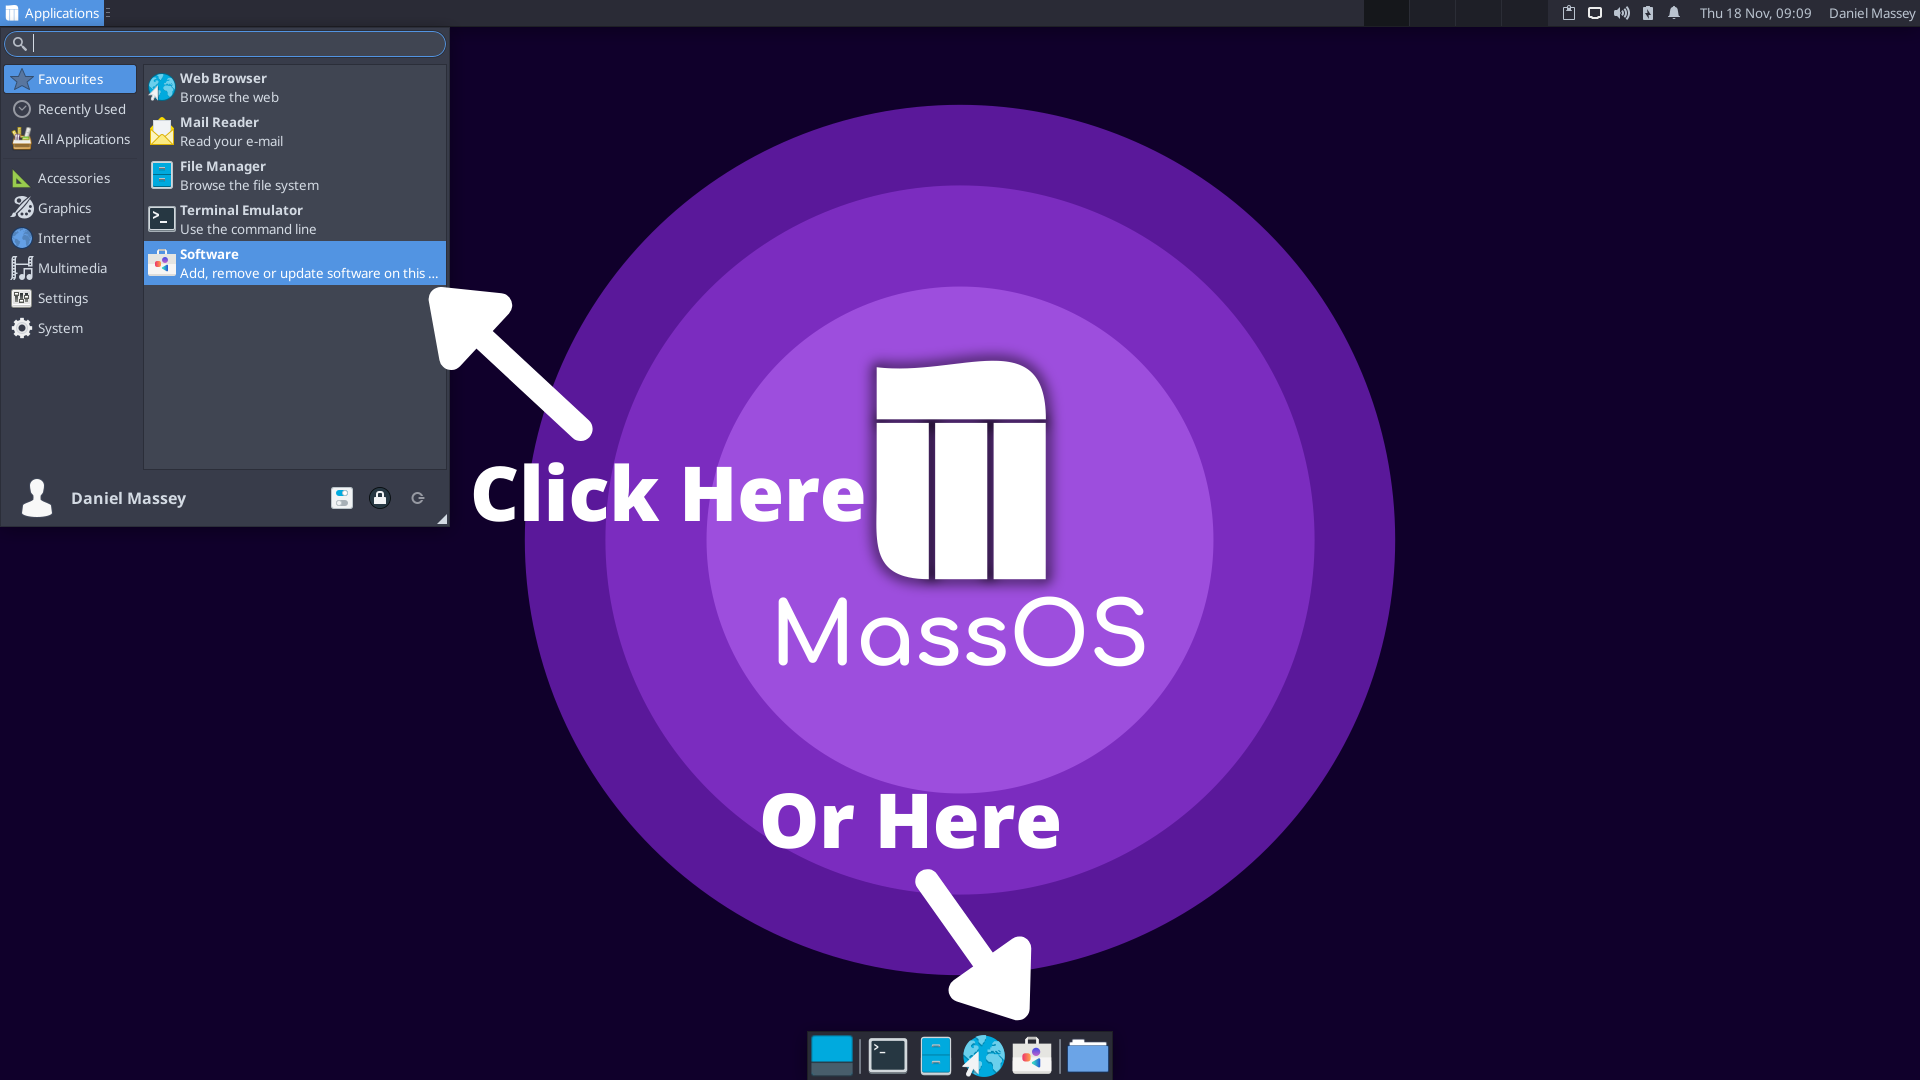 Applications
Thu 18 Nov, 09:09
Daniel Massey
Favourites
Recently Used
All Applications
Accessories
Graphics
Internet
Multimedia
Settings
System
Web Browser
Browse the web
Mail Reader
Read your e-mail
File Manager
Browse the file system
Terminal Emulator
Use the command line
Software
Add, remove or update software on this ...
Daniel Massey
Click Here
MassOS
Or Here